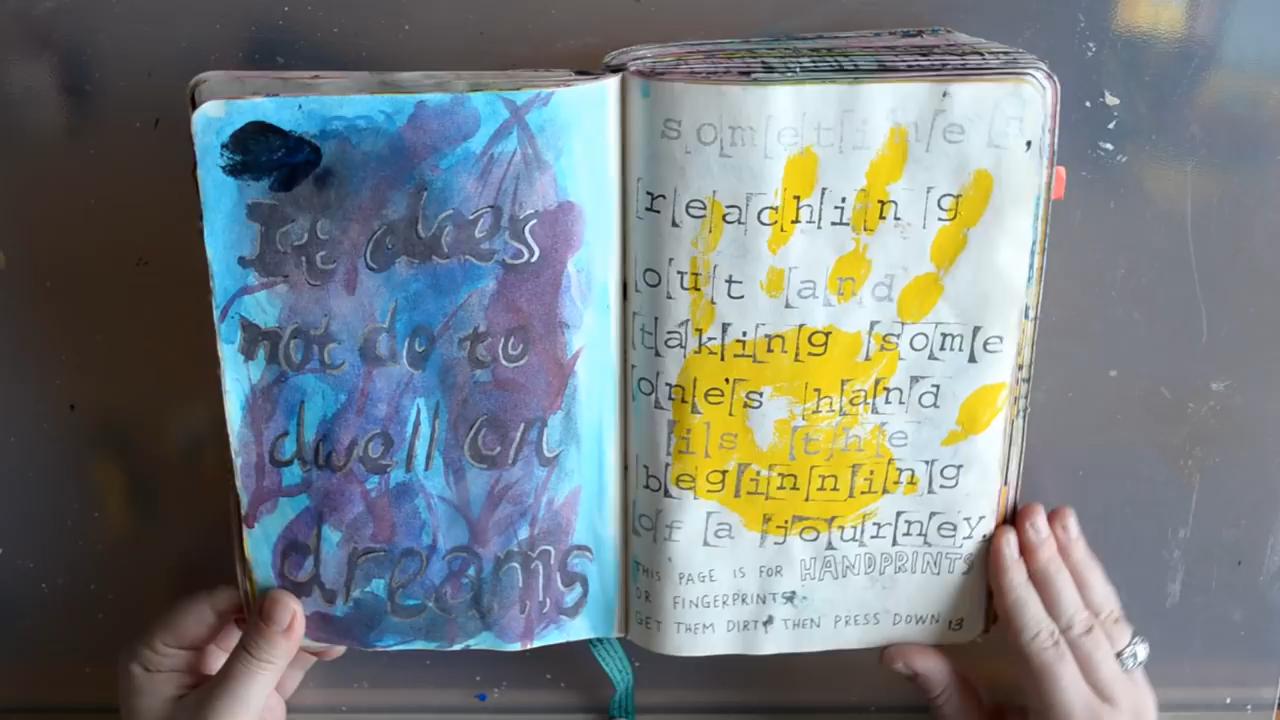 It does
not do to
dwell on
dreams
sometimes,
reaching
out and
taking some
one's hand
is the
beginning
of a journey.
THIS PAGE IS FOR HANDPRINTS
OR FINGERPRINTS.
GET THEM DIRTY THEN PRESS DOWN
13